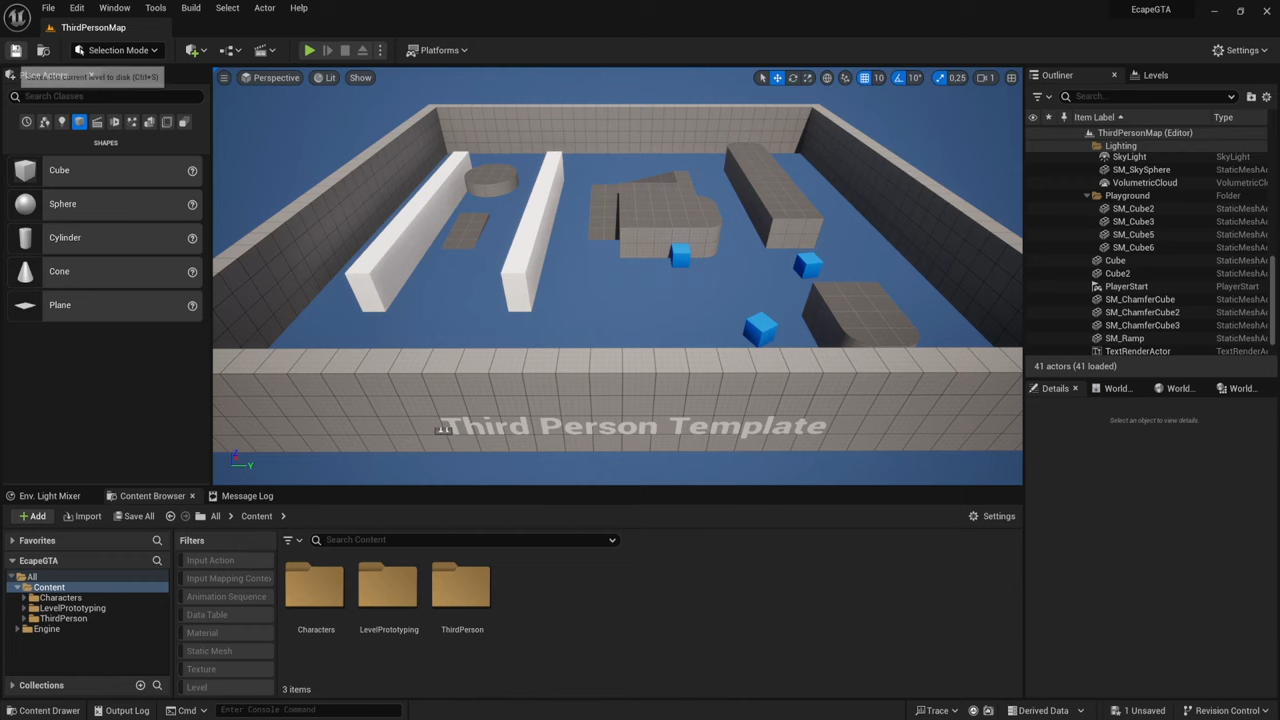 File Edit Window Tools Build Select Actor Help
EcapeGTA
ThirdPersonMap
Selection Mode
Platforms
Settings
current level to disk (Ctrl+S)
Search Classes
SHAPES
Cube
Sphere
Cylinder
Cone
Plane
Perspective Lit Show
10 10° 0,25 1
Third Person Template
Z
Y
Outliner Levels
Search...
Item Label Type
ThirdPersonMap (Editor)
Lighting
SkyLight SkyLight
SM_SkySphere StaticMeshA
VolumetricCloud VolumetricC
Playground Folder
SM_Cube2 StaticMeshA
SM_Cube3 StaticMeshA
SM_Cube5 StaticMeshA
SM_Cube6 StaticMeshA
Cube StaticMeshA
Cube2 StaticMeshA
PlayerStart PlayerStart
SM_ChamferCube StaticMeshA
SM_ChamferCube2 StaticMeshA
SM_ChamferCube3 StaticMeshA
SM_Ramp StaticMeshA
TextRenderActor TextRenderA
41 actors (41 loaded)
Details World... World... World...
Select an object to view details.
Env. Light Mixer Content Browser Message Log
Add Import Save All All Content Settings
Favorites
EcapeGTA
All
Content
Characters
LevelPrototyping
ThirdPerson
Engine
Collections
Filters
Input Action
Input Mapping Conte
Animation Sequence
Data Table
Material
Static Mesh
Texture
Level
Search Content
Characters LevelPrototyping ThirdPerson
3 items
Content Drawer Output Log Cmd Enter Console Command Trace Derived Data 1 Unsaved Revision Control